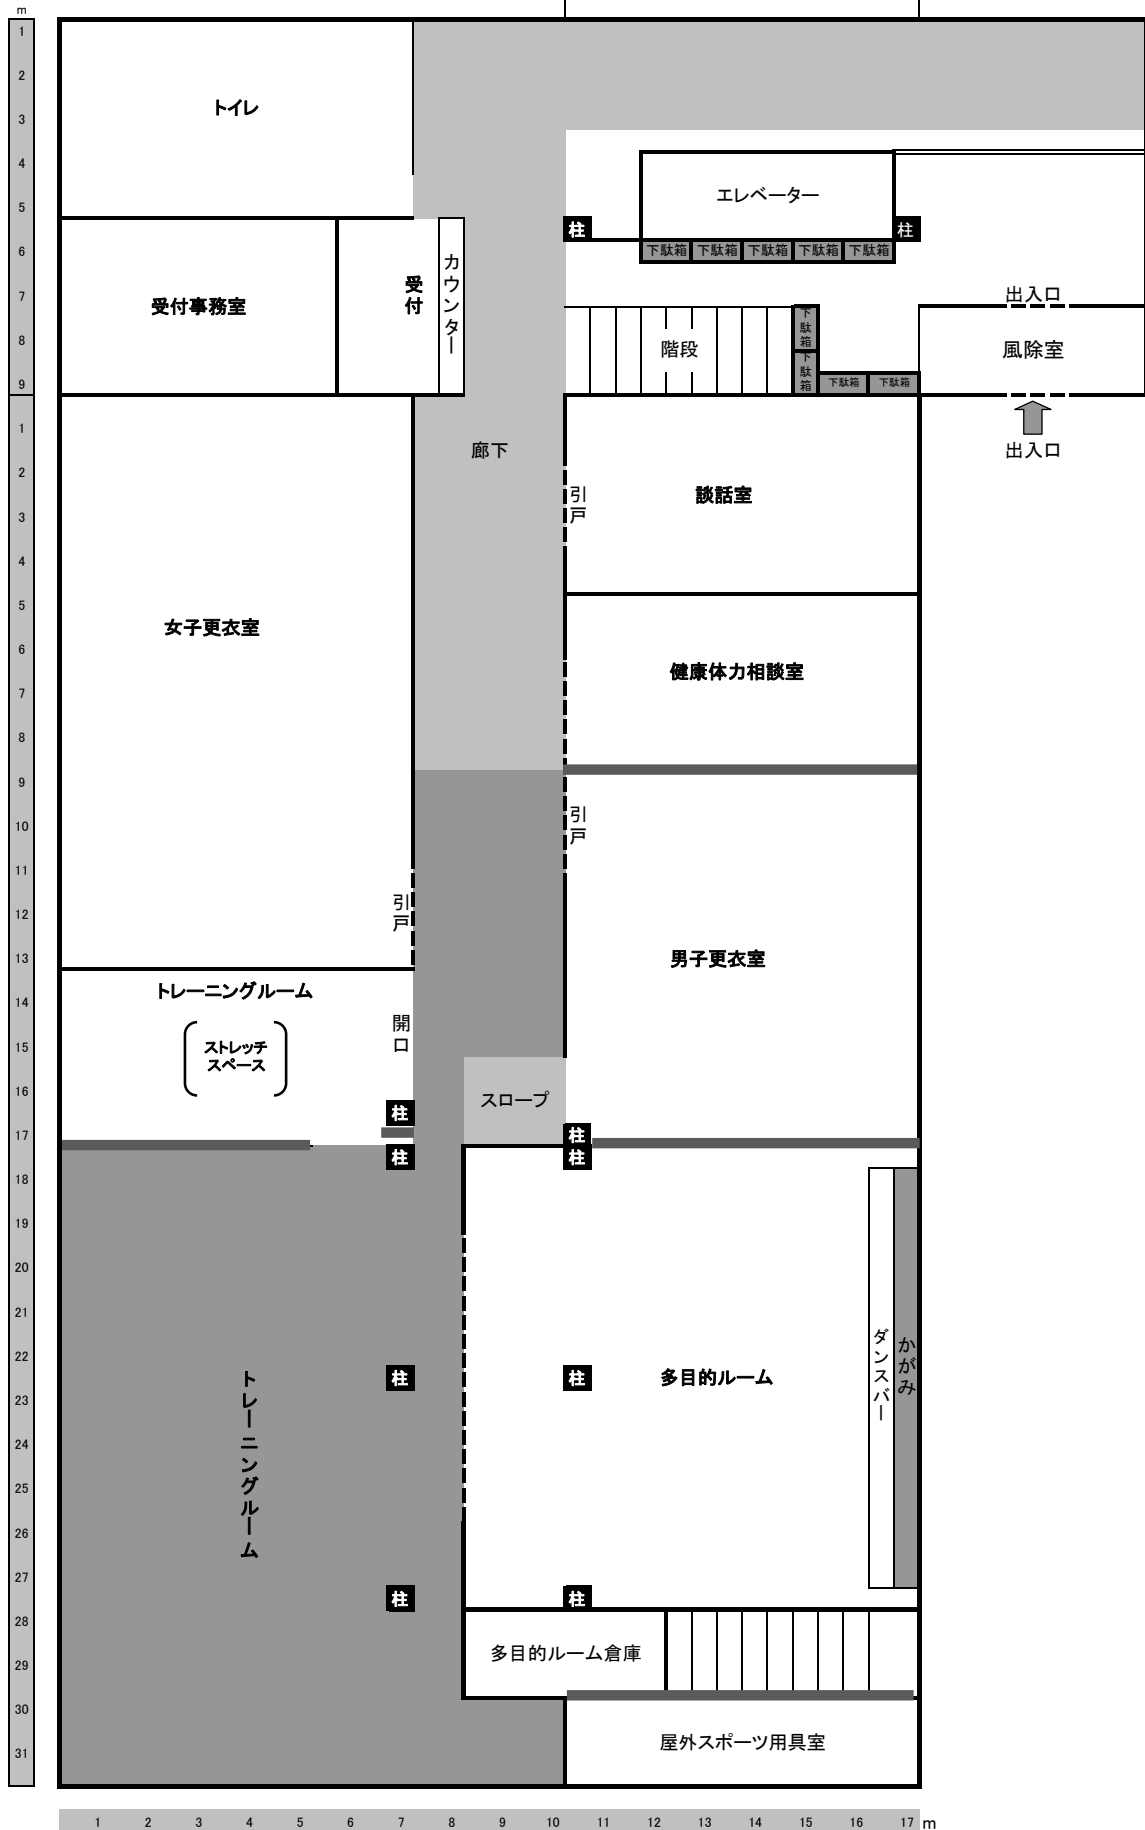 m
1
2
3
4
5
6
7
8
9
1
2
3
4
5
6
7
8
9
10
11
12
13
14
15
16
17
18
19
20
21
22
23
24
25
26
27
28
29
30
31
トイレ
エレベーター
柱
柱
下駄箱
下駄箱
下駄箱
下駄箱
下駄箱
受付事務室
受付
カウンター
階段
下駄箱
下駄箱
下駄箱
下駄箱
出入口
風除室
出入口
廊下
引戸
談話室
女子更衣室
健康体力相談室
引戸
引戸
男子更衣室
トレーニングルーム
ストレッチ
スペース
開口
スロープ
柱
柱
柱
柱
トレーニングルーム
柱
柱
多目的ルーム
ダンスバー
かがみ
柱
柱
多目的ルーム倉庫
屋外スポーツ用具室
1 2 3 4 5 6 7 8 9 10 11 12 13 14 15 16 17 m